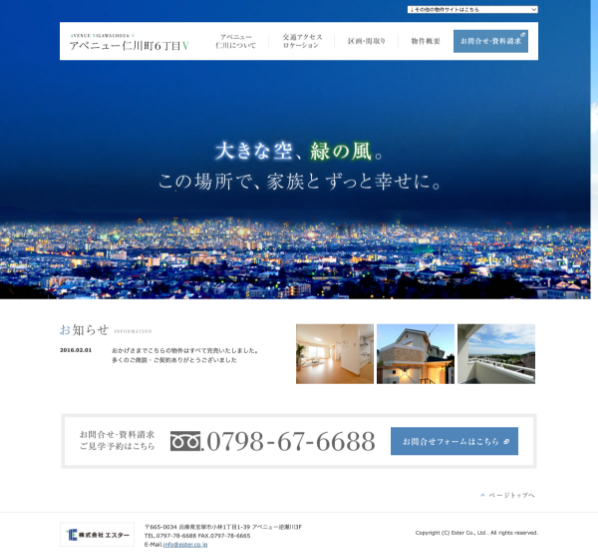 ↓その他の物件サイトはこちら
アベニュー仁川町6丁目V
アベニュー
仁川について
交通アクセス
ロケーション
区画・間取り
物件概要
お問合せ・資料請求
大きな空、緑の風。
この場所で、家族とずっと幸せに。
お知らせ INFORMATION
2016.02.01 おかげさまでこちらの物件はすべて完売いたしました。
多くのご商談・ご契約ありがとうございました
お問合せ・資料請求
ご見学予約はこちら
0798-67-6688
お問合せフォームはこちら
ページトップへ
株式会社 エスター
〒665-0034 兵庫県宝塚市小林1丁目1-39 アベニュー逆瀬川3F
TEL.0797-78-6688 FAX.0797-78-6665
E-Mail.info@ester.co.jp
Copyright (C) Ester Co., Ltd. All rights reserved.